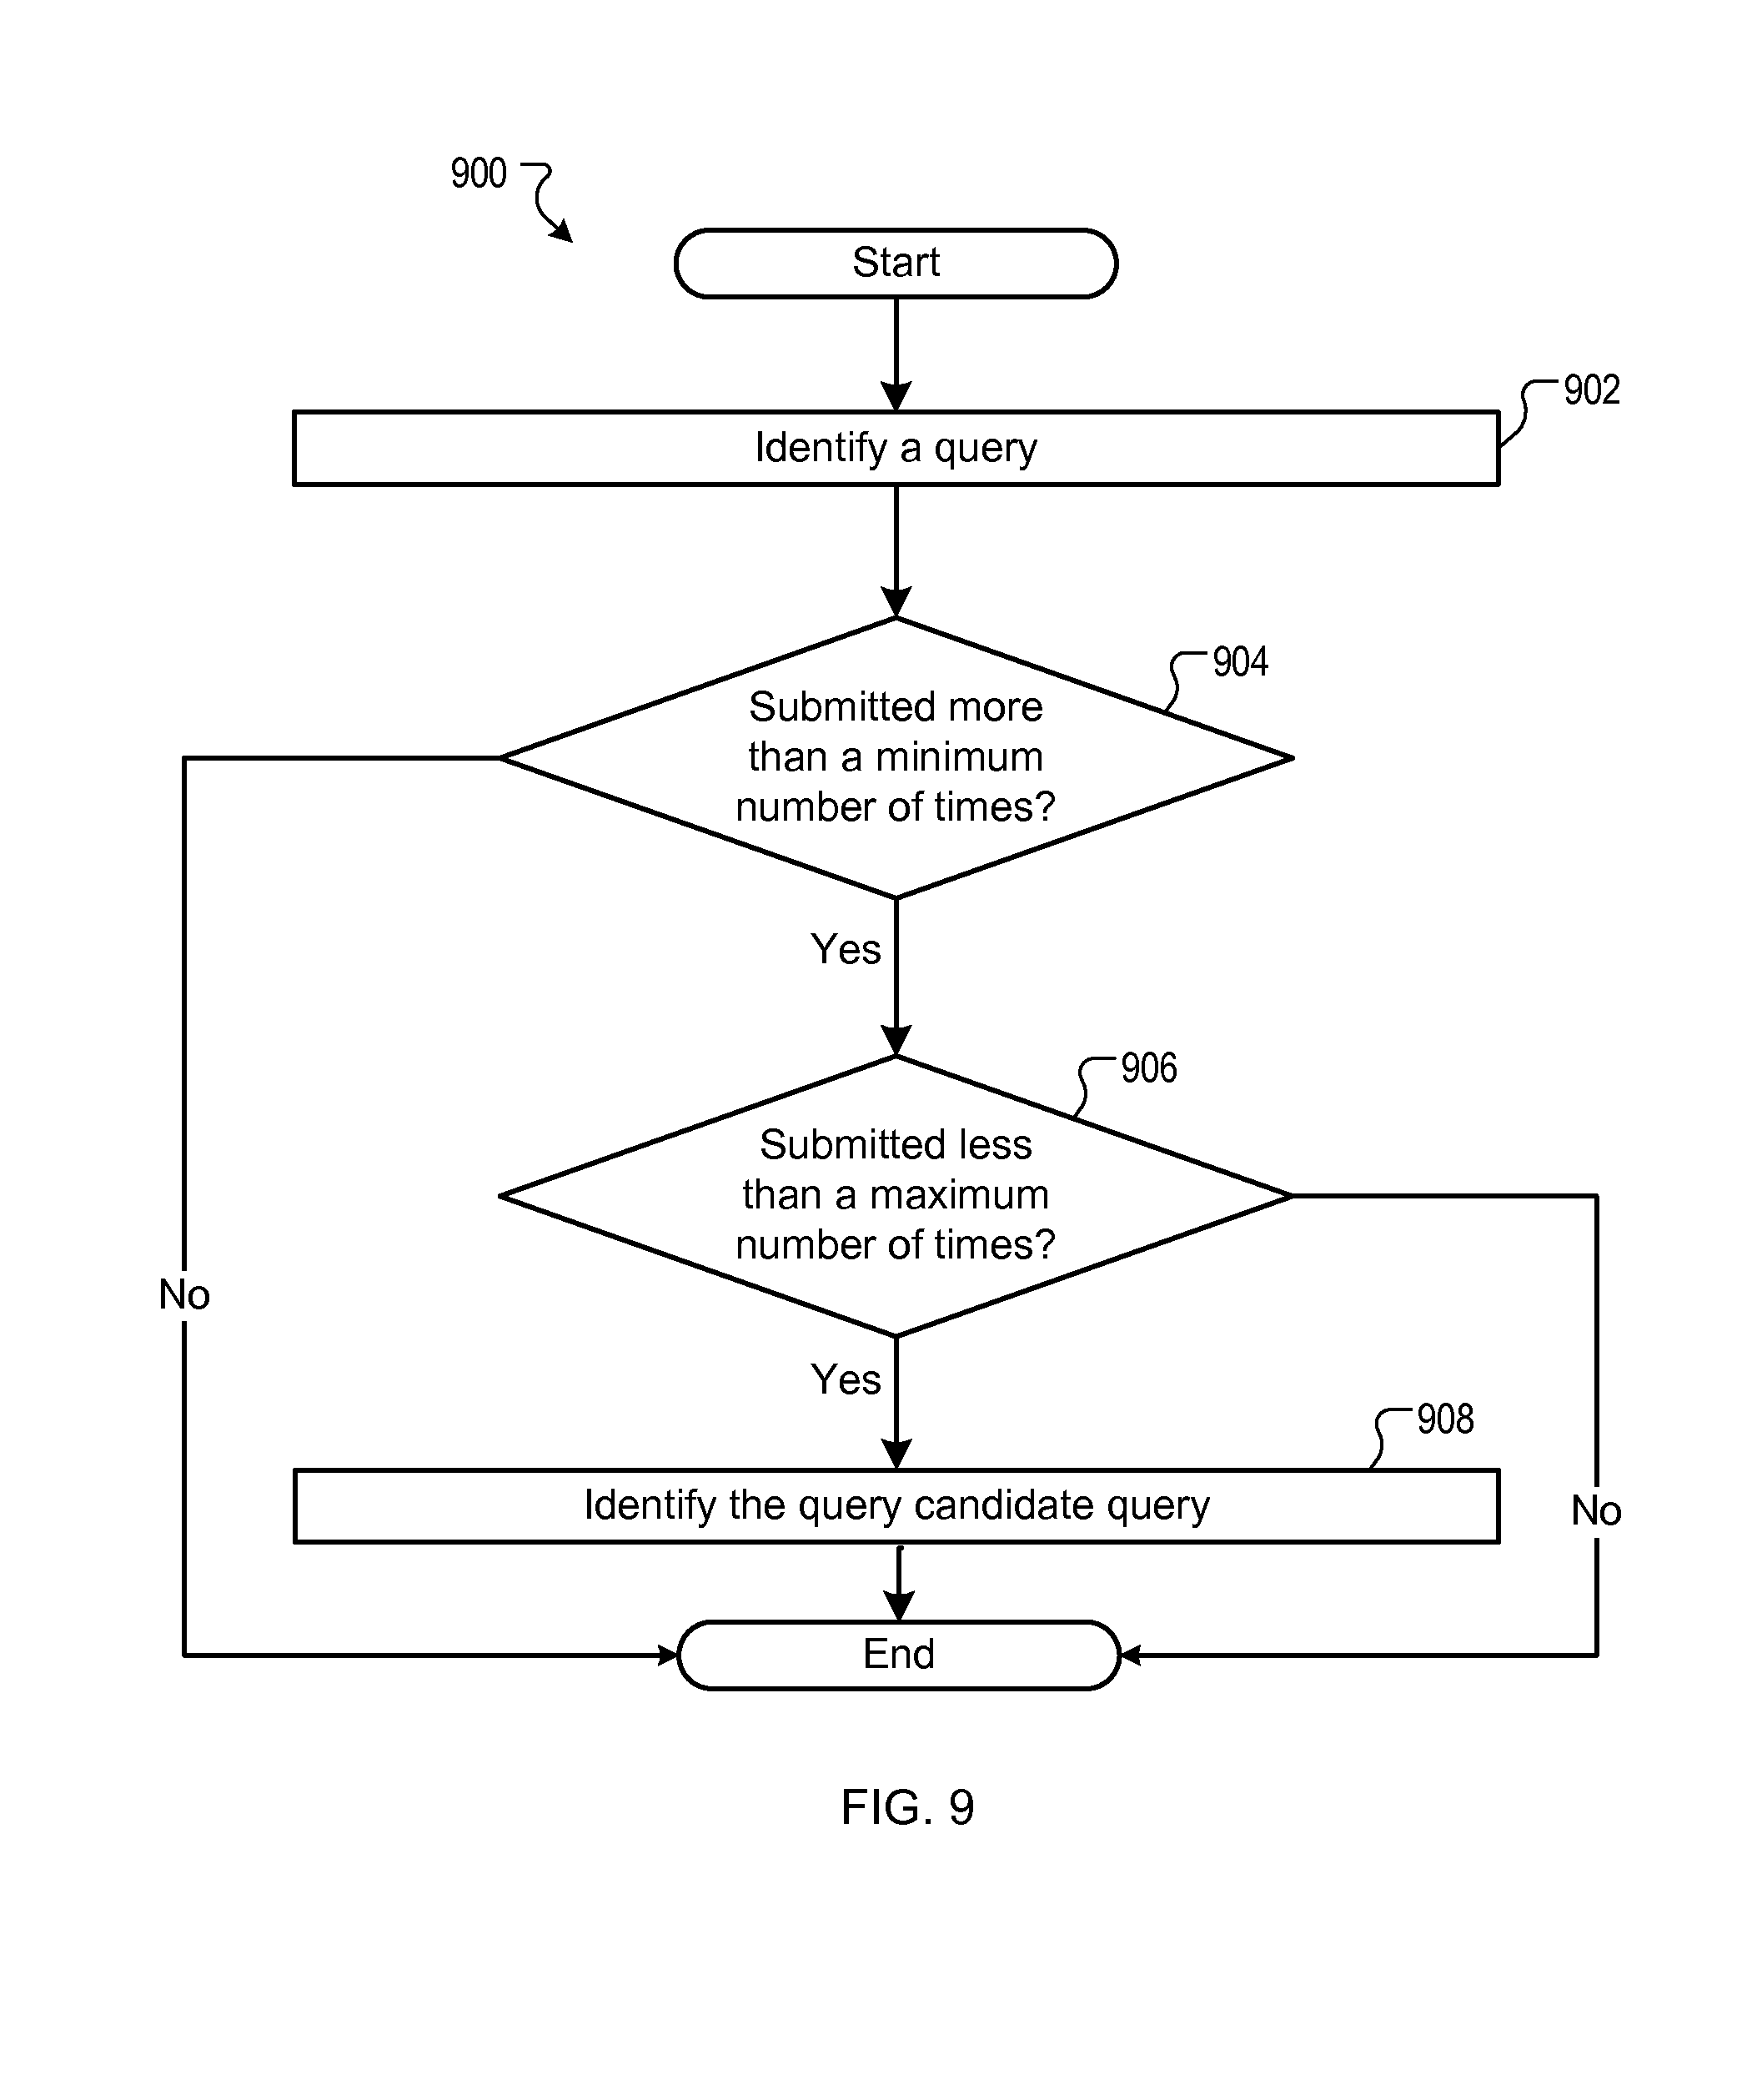 900
Start
902
Identify a query
904
Submitted more
than a minimum
number of times?
Yes
906
Submitted less
than a maximum
number of times?
No
Yes
908
Identify the query candidate query
No
End
FIG. 9